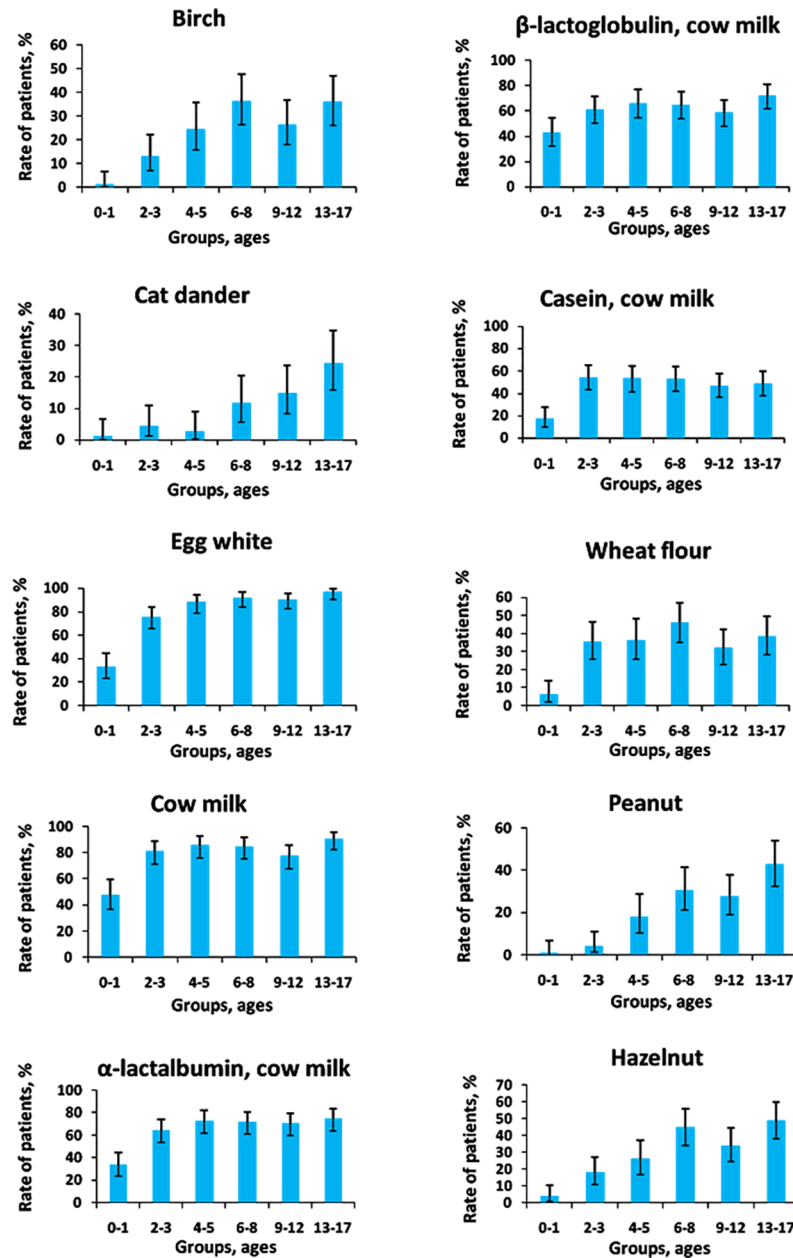 Birch
Rate of patients, %
60
50
40
30
20
10
0
0-1 2-3 4-5 6-8 9-12 13-17
Groups, ages
β-lactoglobulin, cow milk
Rate of patients, %
100
80
60
40
20
0
0-1 2-3 4-5 6-8 9-12 13-17
Groups, ages
Cat dander
Rate of patients, %
40
30
20
10
0
0-1 2-3 4-5 6-8 9-12 13-17
Groups, ages
Casein, cow milk
Rate of patients, %
100
80
60
40
20
0
0-1 2-3 4-5 6-8 9-12 13-17
Groups, ages
Egg white
Rate of patients, %
100
80
60
40
20
0
0-1 2-3 4-5 6-8 9-12 13-17
Groups, ages
Wheat flour
Rate of patients, %
60
50
40
30
20
10
0
0-1 2-3 4-5 6-8 9-12 13-17
Groups, ages
Cow milk
Rate of patients, %
100
80
60
40
20
0
0-1 2-3 4-5 6-8 9-12 13-17
Groups, ages
Peanut
Rate of patients, %
60
40
20
0
0-1 2-3 4-5 6-8 9-12 13-17
Groups, ages
α-lactalbumin, cow milk
Rate of patients, %
100
80
60
40
20
0
0-1 2-3 4-5 6-8 9-12 13-17
Groups, ages
Hazelnut
Rate of patients, %
70
60
50
40
30
20
10
0
0-1 2-3 4-5 6-8 9-12 13-17
Groups, ages